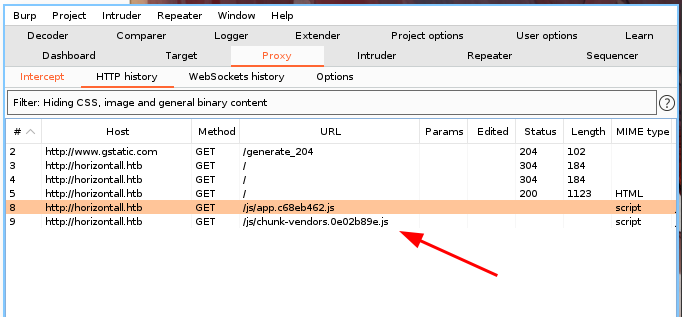 Burp Project Intruder Repeater Window Help
Decoder Comparer Logger Extender Project options User options Learn
Dashboard Target Proxy Intruder Repeater Sequencer
Intercept HTTP history WebSockets history Options
Filter: Hiding CSS, image and general binary content ?
# Host Method URL Params Edited Status Length MIME type
2 http://www.gstatic.com GET /generate_204 204 102
3 http://horizontall.htb GET / 304 184
4 http://horizontall.htb GET / 304 184
5 http://horizontall.htb GET / 200 1123 HTML
8 http://horizontall.htb GET /js/app.c68eb462.js script
9 http://horizontall.htb GET /js/chunk-vendors.0e02b89e.js script